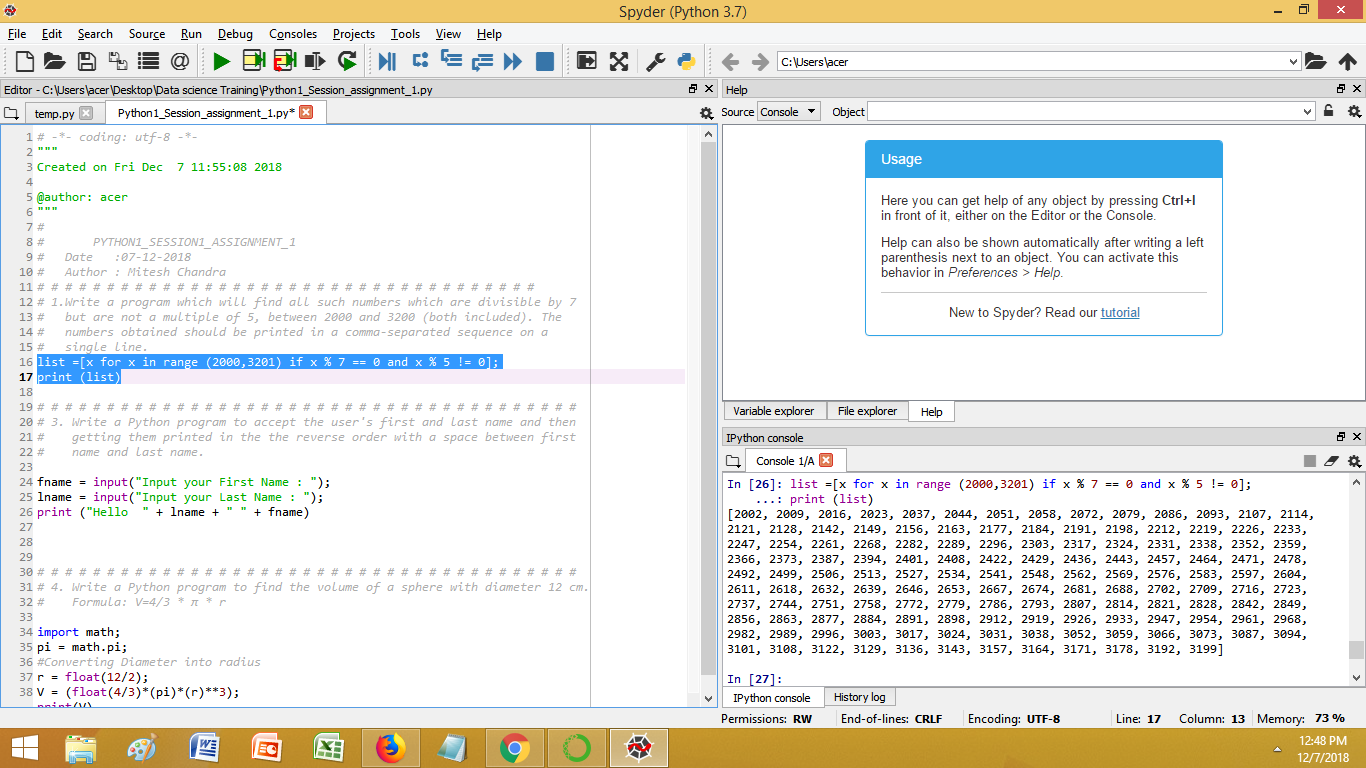 Spyder (Python 3.7)
File Edit Search Source Run Debug Consoles Projects Tools View Help
C:\Users\acer
Editor - C:\Users\acer\Desktop\Data science Training\Python1_Session_assignment_1.py
temp.py Python1_Session_assignment_1.py*
1 # -*- coding: utf-8 -*-
2 """
3 Created on Fri Dec  7 11:55:08 2018
4
5 @author: acer
6 """
7 #
8 #       PYTHON1_SESSION1_ASSIGNMENT_1
9 #   Date   :07-12-2018
10 #   Author : Mitesh Chandra
11 # # # # # # # # # # # # # # # # # # # # # # # # # # # # # # # # # # # #
12 # 1.Write a program which will find all such numbers which are divisible by 7
13 #   but are not a multiple of 5, between 2000 and 3200 (both included). The
14 #   numbers obtained should be printed in a comma-separated sequence on a
15 #   single line.
16 list =[x for x in range (2000,3201) if x % 7 == 0 and x % 5 != 0];
17 print (list)
18
19 # # # # # # # # # # # # # # # # # # # # # # # # # # # # # # # # # # # # # # #
20 # 3. Write a Python program to accept the user's first and last name and then
21 #    getting them printed in the the reverse order with a space between first
22 #    name and last name.
23
24 fname = input("Input your First Name : ");
25 lname = input("Input your Last Name : ");
26 print ("Hello  " + lname + " " + fname)
27
28
29
30 # # # # # # # # # # # # # # # # # # # # # # # # # # # # # # # # # # # # # # #
31 # 4. Write a Python program to find the volume of a sphere with diameter 12 cm.
32 #    Formula: V=4/3 * π * r
33
34 import math;
35 pi = math.pi;
36 #Converting Diameter into radius
37 r = float(12/2);
38 V = (float(4/3)*(pi)*(r)**3);
print(V)
Help
Source Console Object
Usage
Here you can get help of any object by pressing Ctrl+I
in front of it, either on the Editor or the Console.
Help can also be shown automatically after writing a left
parenthesis next to an object. You can activate this
behavior in Preferences > Help.
New to Spyder? Read our tutorial
Variable explorer File explorer Help
IPython console
Console 1/A
In [26]: list =[x for x in range (2000,3201) if x % 7 == 0 and x % 5 != 0];
...: print (list)
[2002, 2009, 2016, 2023, 2037, 2044, 2051, 2058, 2072, 2079, 2086, 2093, 2107, 2114,
2121, 2128, 2142, 2149, 2156, 2163, 2177, 2184, 2191, 2198, 2212, 2219, 2226, 2233,
2247, 2254, 2261, 2268, 2282, 2289, 2296, 2303, 2317, 2324, 2331, 2338, 2352, 2359,
2366, 2373, 2387, 2394, 2401, 2408, 2422, 2429, 2436, 2443, 2457, 2464, 2471, 2478,
2492, 2499, 2506, 2513, 2527, 2534, 2541, 2548, 2562, 2569, 2576, 2583, 2597, 2604,
2611, 2618, 2632, 2639, 2646, 2653, 2667, 2674, 2681, 2688, 2702, 2709, 2716, 2723,
2737, 2744, 2751, 2758, 2772, 2779, 2786, 2793, 2807, 2814, 2821, 2828, 2842, 2849,
2856, 2863, 2877, 2884, 2891, 2898, 2912, 2919, 2926, 2933, 2947, 2954, 2961, 2968,
2982, 2989, 2996, 3003, 3017, 3024, 3031, 3038, 3052, 3059, 3066, 3073, 3087, 3094,
3101, 3108, 3122, 3129, 3136, 3143, 3157, 3164, 3171, 3178, 3192, 3199]
In [27]:
IPython console History log
Permissions: RW End-of-lines: CRLF Encoding: UTF-8 Line: 17 Column: 13 Memory: 73 %
12:48 PM
12/7/2018